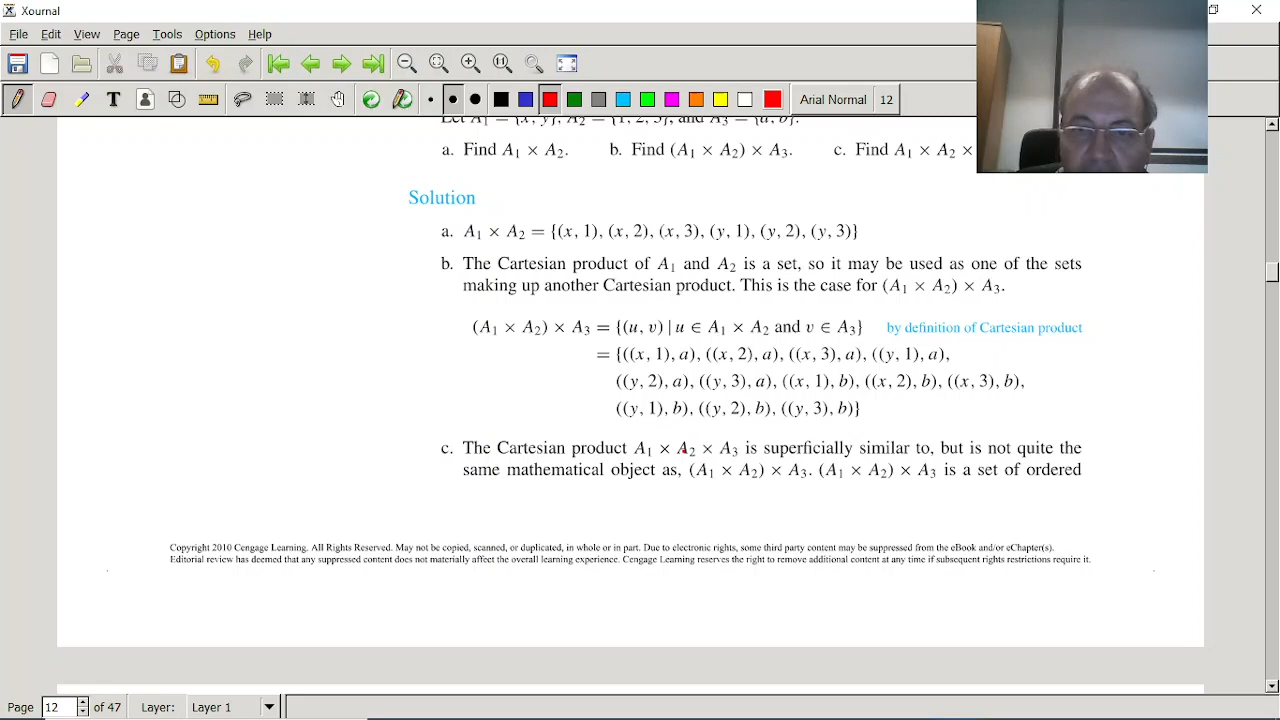 Xournal
File Edit View Page Tools Options Help
T Arial Normal 12
Let A₁ = {x, y}, A₂ = {1, 2, 3}, and A₃ = {a, b}.
a. Find A₁ × A₂. b. Find (A₁ × A₂) × A₃. c. Find A₁ × A₂ ×
Solution
a. A₁ × A₂ = {(x, 1), (x, 2), (x, 3), (y, 1), (y, 2), (y, 3)}
b. The Cartesian product of A₁ and A₂ is a set, so it may be used as one of the sets
making up another Cartesian product. This is the case for (A₁ × A₂) × A₃.
(A₁ × A₂) × A₃ = {(u, v) | u ∈ A₁ × A₂ and v ∈ A₃} by definition of Cartesian product
= {((x, 1), a), ((x, 2), a), ((x, 3), a), ((y, 1), a),
((y, 2), a), ((y, 3), a), ((x, 1), b), ((x, 2), b), ((x, 3), b),
((y, 1), b), ((y, 2), b), ((y, 3), b)}
c. The Cartesian product A₁ × A₂ × A₃ is superficially similar to, but is not quite the
same mathematical object as, (A₁ × A₂) × A₃. (A₁ × A₂) × A₃ is a set of ordered
Copyright 2010 Cengage Learning. All Rights Reserved. May not be copied, scanned, or duplicated, in whole or in part. Due to electronic rights, some third party content may be suppressed from the eBook and/or eChapter(s).
Editorial review has deemed that any suppressed content does not materially affect the overall learning experience. Cengage Learning reserves the right to remove additional content at any time if subsequent rights restrictions require it.
Page 12 of 47 Layer: Layer 1